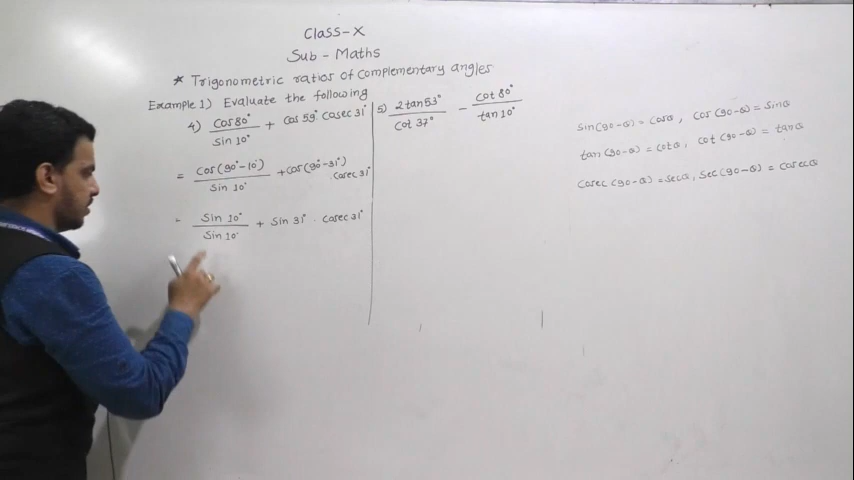 Class-X
Sub - Maths
* Trigonometric ratios of complementary angles
Example 1) Evaluate the following
4) cos 80° / sin 10° + cos 59° cosec 31°
= cos (90° - 10°) / sin 10° + cos (90° - 31°) . cosec 31°
= sin 10° / sin 10° + sin 31° . cosec 31°
5) 2 tan 53° / cot 37° - cot 80° / tan 10°
sin (90 - θ) = cos θ, cos (90 - θ) = sin θ
tan (90 - θ) = cot θ, cot (90 - θ) = tan θ
cosec (90 - θ) = sec θ, sec (90 - θ) = cosec θ